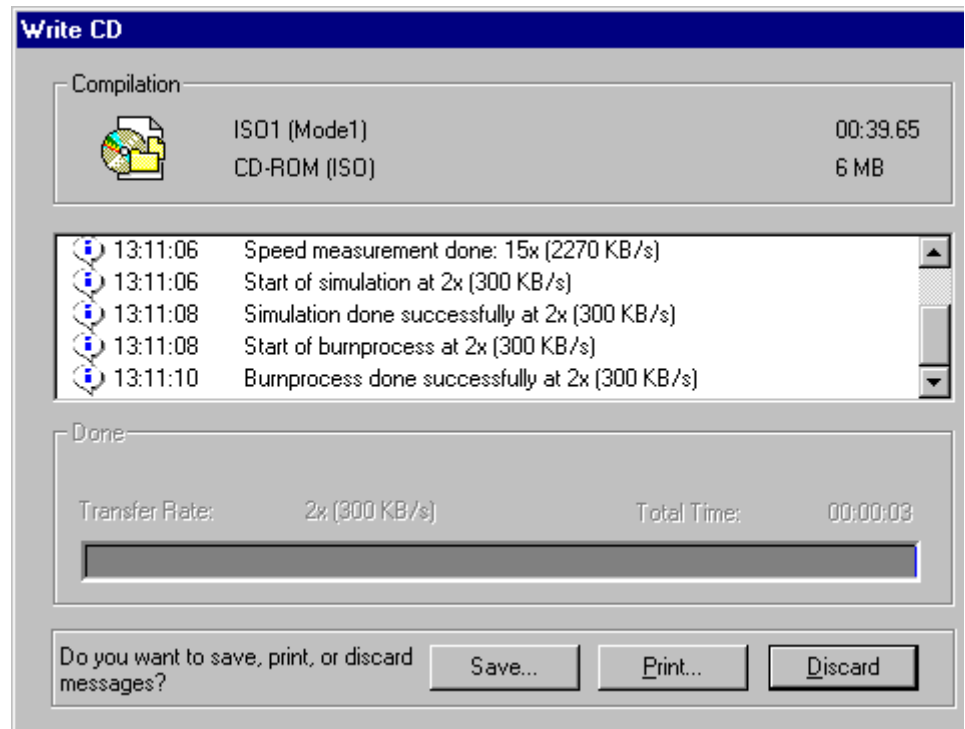 Write CD
Compilation
ISO1 (Mode1) 00:39.65
CD-ROM (ISO) 6 MB
13:11:06 Speed measurement done: 15x (2270 KB/s)
13:11:06 Start of simulation at 2x (300 KB/s)
13:11:08 Simulation done successfully at 2x (300 KB/s)
13:11:08 Start of burnprocess at 2x (300 KB/s)
13:11:10 Burnprocess done successfully at 2x (300 KB/s)
Done
Transfer Rate: 2x (300 KB/s) Total Time: 00:00:03
Do you want to save, print, or discard
messages?
Save... Print... Discard